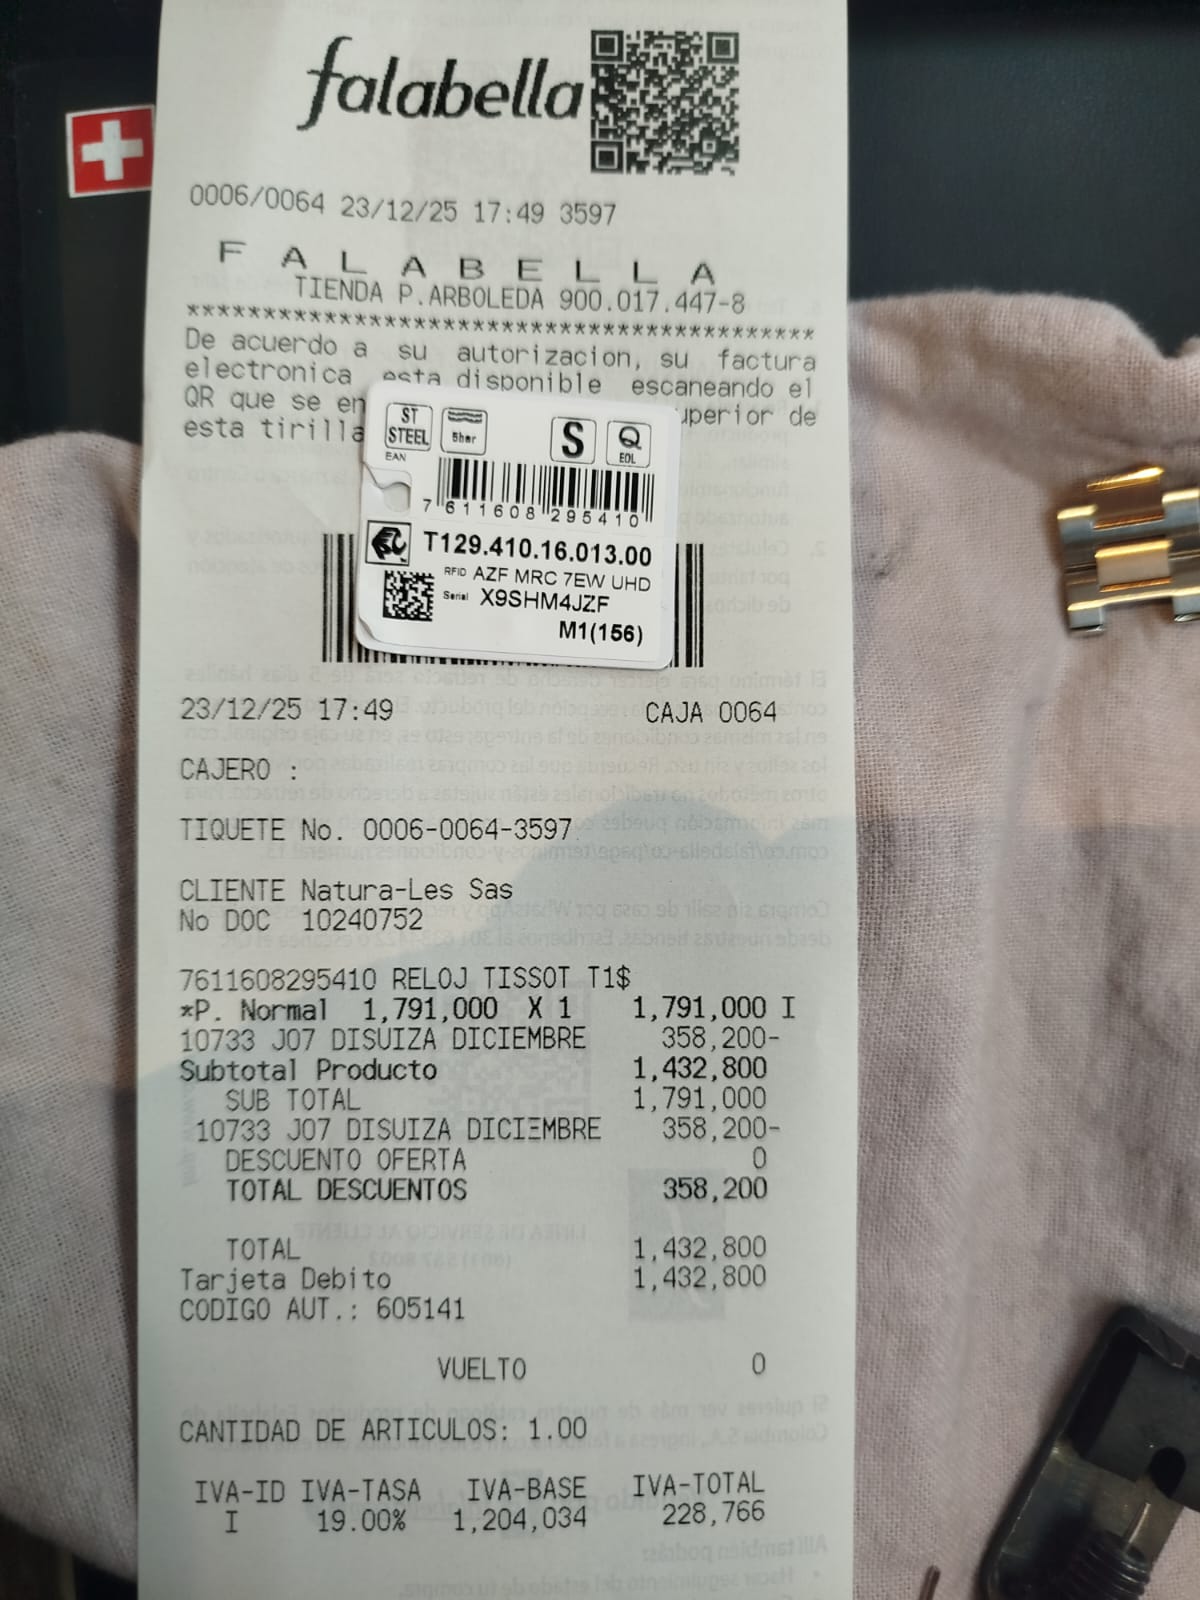 falabella
0006/0064 23/12/25 17:49 3597
F A L A B E L L A
TIENDA P.ARBOLEDA 900.017.447-8
******************************************
De acuerdo a su autorizacion, su factura
electronica esta disponible escaneando el
QR que se en uperior de
esta tirilla
ST STEEL
5bar
S
Q
EOL
EAN
7 611608 295410
T129.410.16.013.00
RFID AZF MRC 7EW UHD
Serial X9SHM4JZF
M1(156)
23/12/25 17:49 CAJA 0064
CAJERO :
TIQUETE No. 0006-0064-3597
CLIENTE Natura-Les Sas
No DOC 10240752
7611608295410 RELOJ TISSOT T1$
*P. Normal 1,791,000 X 1 1,791,000 I
10733 J07 DISUIZA DICIEMBRE 358,200-
Subtotal Producto 1,432,800
SUB TOTAL 1,791,000
10733 J07 DISUIZA DICIEMBRE 358,200-
DESCUENTO OFERTA 0
TOTAL DESCUENTOS 358,200
TOTAL 1,432,800
Tarjeta Debito 1,432,800
CODIGO AUT.: 605141
VUELTO 0
CANTIDAD DE ARTICULOS: 1.00
IVA-ID IVA-TASA IVA-BASE IVA-TOTAL
I 19.00% 1,204,034 228,766